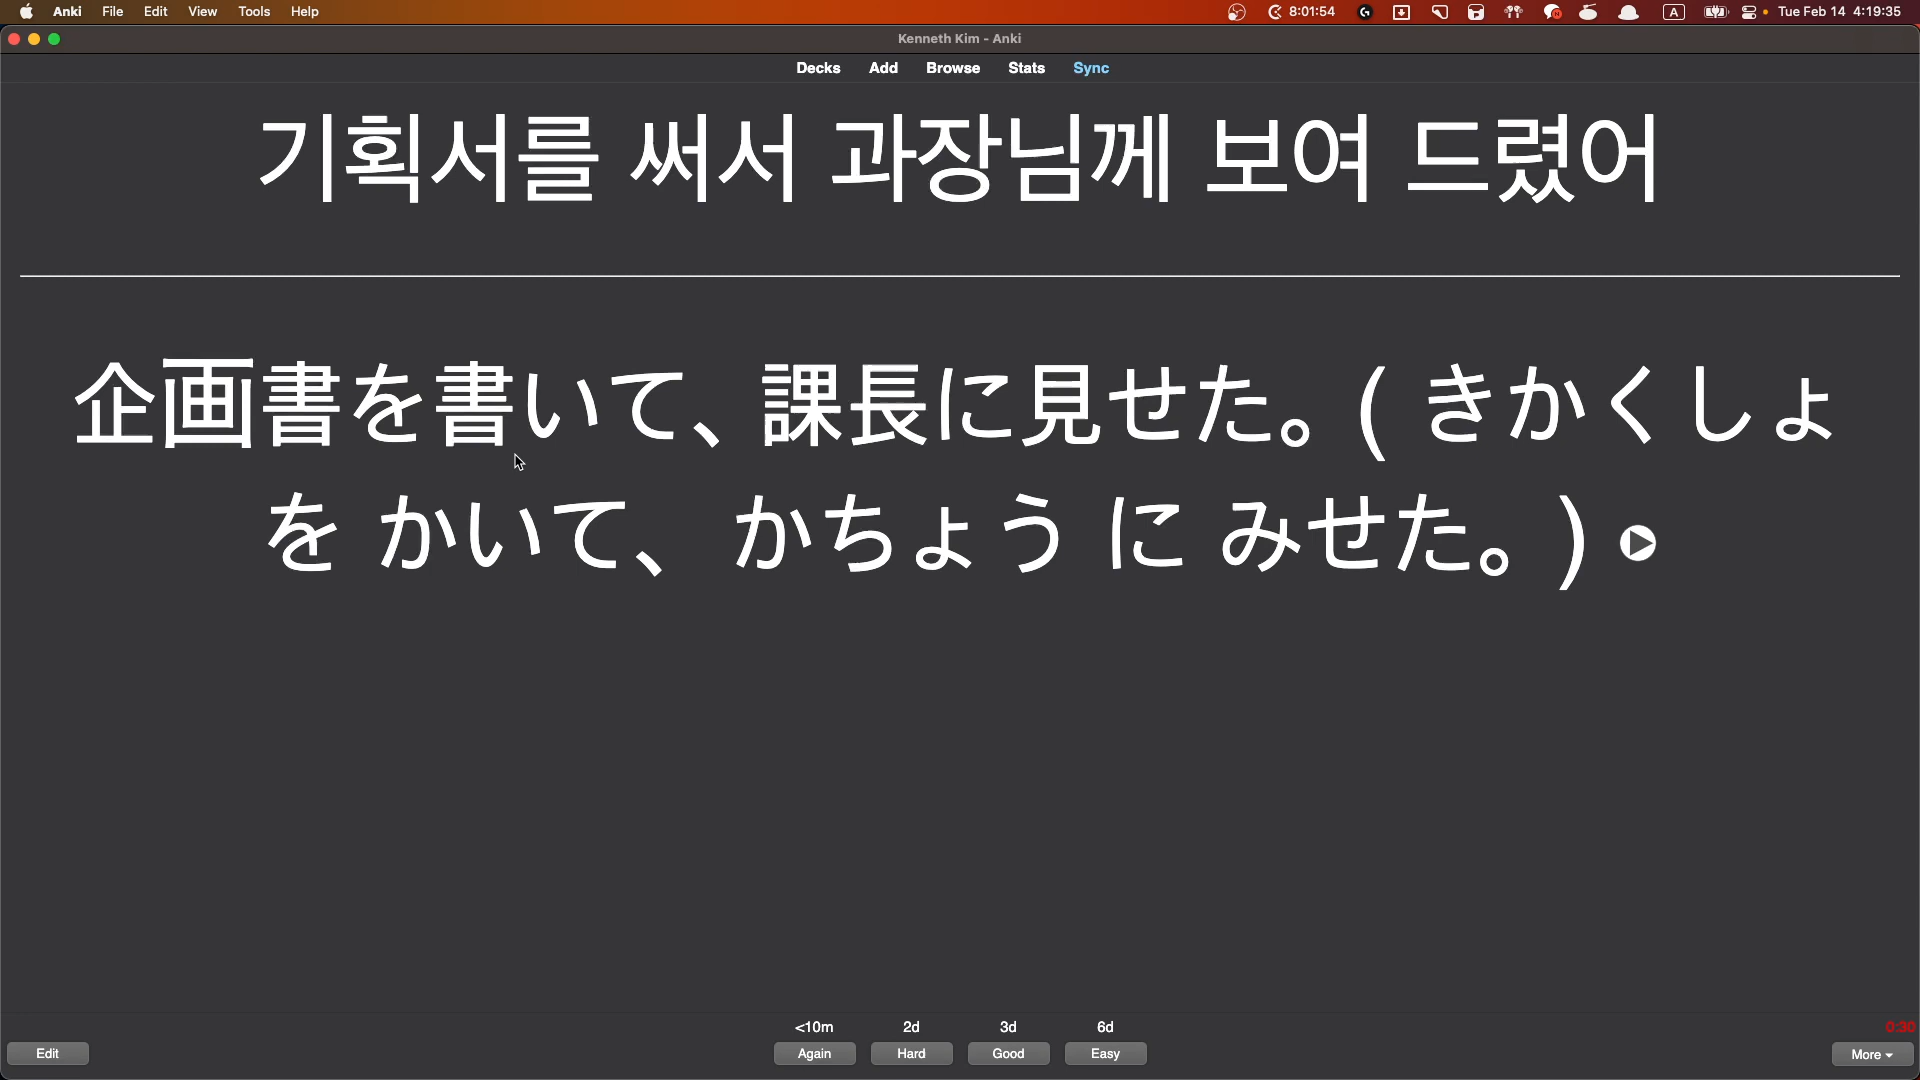 Anki File Edit View Tools Help 8:01:54 A Tue Feb 14 4:19:35
Kenneth Kim - Anki
Decks Add Browse Stats Sync
기획서를 써서 과장님께 보여 드렸어
企画書を書いて、課長に見せた。( きかくしょ
を かいて、 かちょう に みせた。 )
<10m 2d 3d 6d 0:30
Edit Again Hard Good Easy More